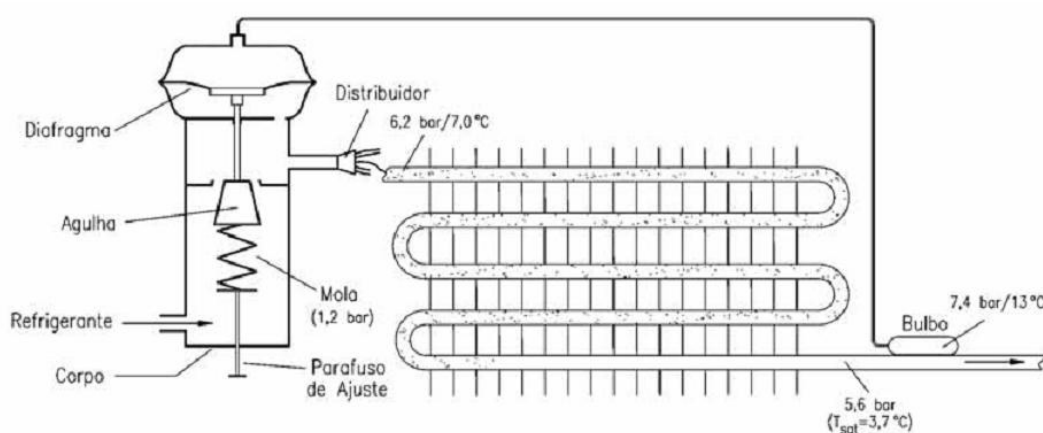 Diafragma
Distribuidor
6,2 bar/7,0°C
Agulha
Mola
(1,2 bar)
Refrigerante
Corpo
Parafuso
de Ajuste
7,4 bar/13°C
Bulbo
5,6 bar
(Tsat=3,7°C)